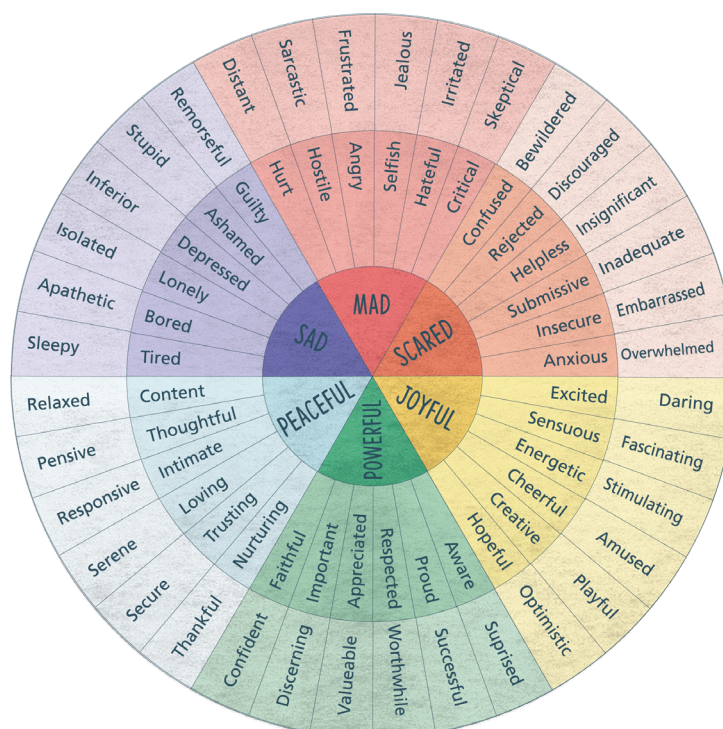 MAD
SCARED
JOYFUL
POWERFUL
PEACEFUL
SAD
Hurt
Hostile
Angry
Selfish
Hateful
Critical
Confused
Rejected
Helpless
Submissive
Insecure
Anxious
Excited
Sensuous
Energetic
Cheerful
Creative
Hopeful
Aware
Proud
Respected
Appreciated
Important
Faithful
Nurturing
Trusting
Loving
Intimate
Thoughtful
Content
Tired
Bored
Lonely
Depressed
Ashamed
Guilty
Distant
Sarcastic
Frustrated
Jealous
Irritated
Skeptical
Bewildered
Discouraged
Insignificant
Inadequate
Embarrassed
Overwhelmed
Daring
Fascinating
Stimulating
Amused
Playful
Optimistic
Suprised
Successful
Worthwhile
Valueable
Discerning
Confident
Thankful
Secure
Serene
Responsive
Pensive
Relaxed
Sleepy
Apathetic
Isolated
Inferior
Stupid
Remorseful